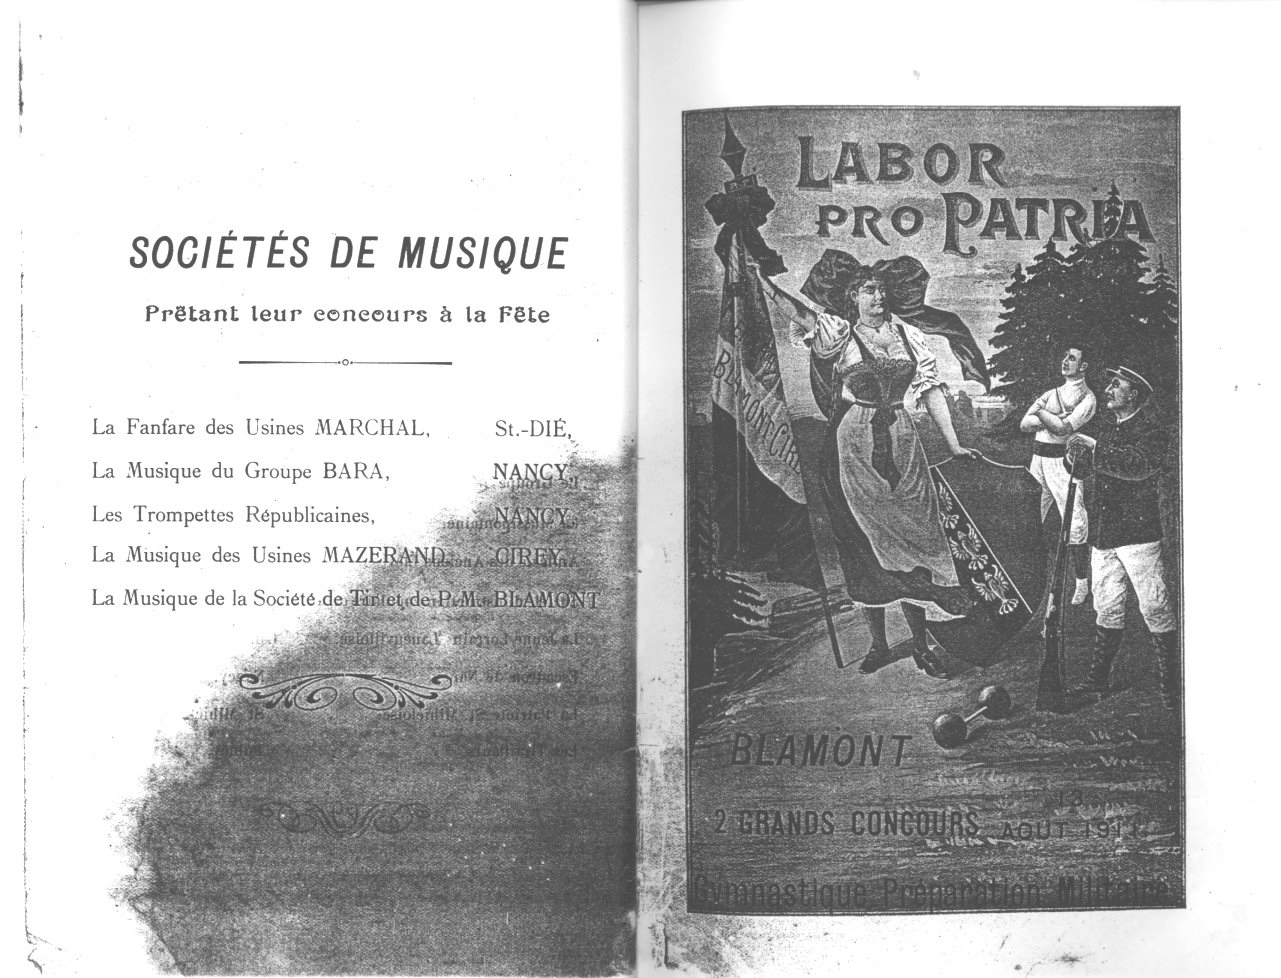 SOCIÉTÉS DE MUSIQUE
Prêtant leur concours à la Fête
La Fanfare des Usines MARCHAL, St.-DIÉ,
La Musique du Groupe BARA, NANCY,
Les Trompettes Républicaines, NANCY,
La Musique des Usines MAZERAND, CIREY,
La Musique de la Société de Tir et de P. M. BLAMONT
LABOR
PRO PATRIA
BLAMONT-CIREY
BLAMONT
2 GRANDS CONCOURS
AOUT 1911
Gymnastique Préparation Militaire